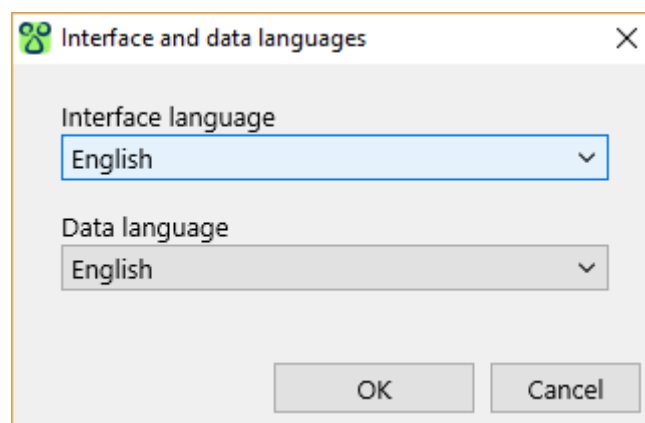 Interface and data languages
Interface language
English
Data language
English
OK Cancel